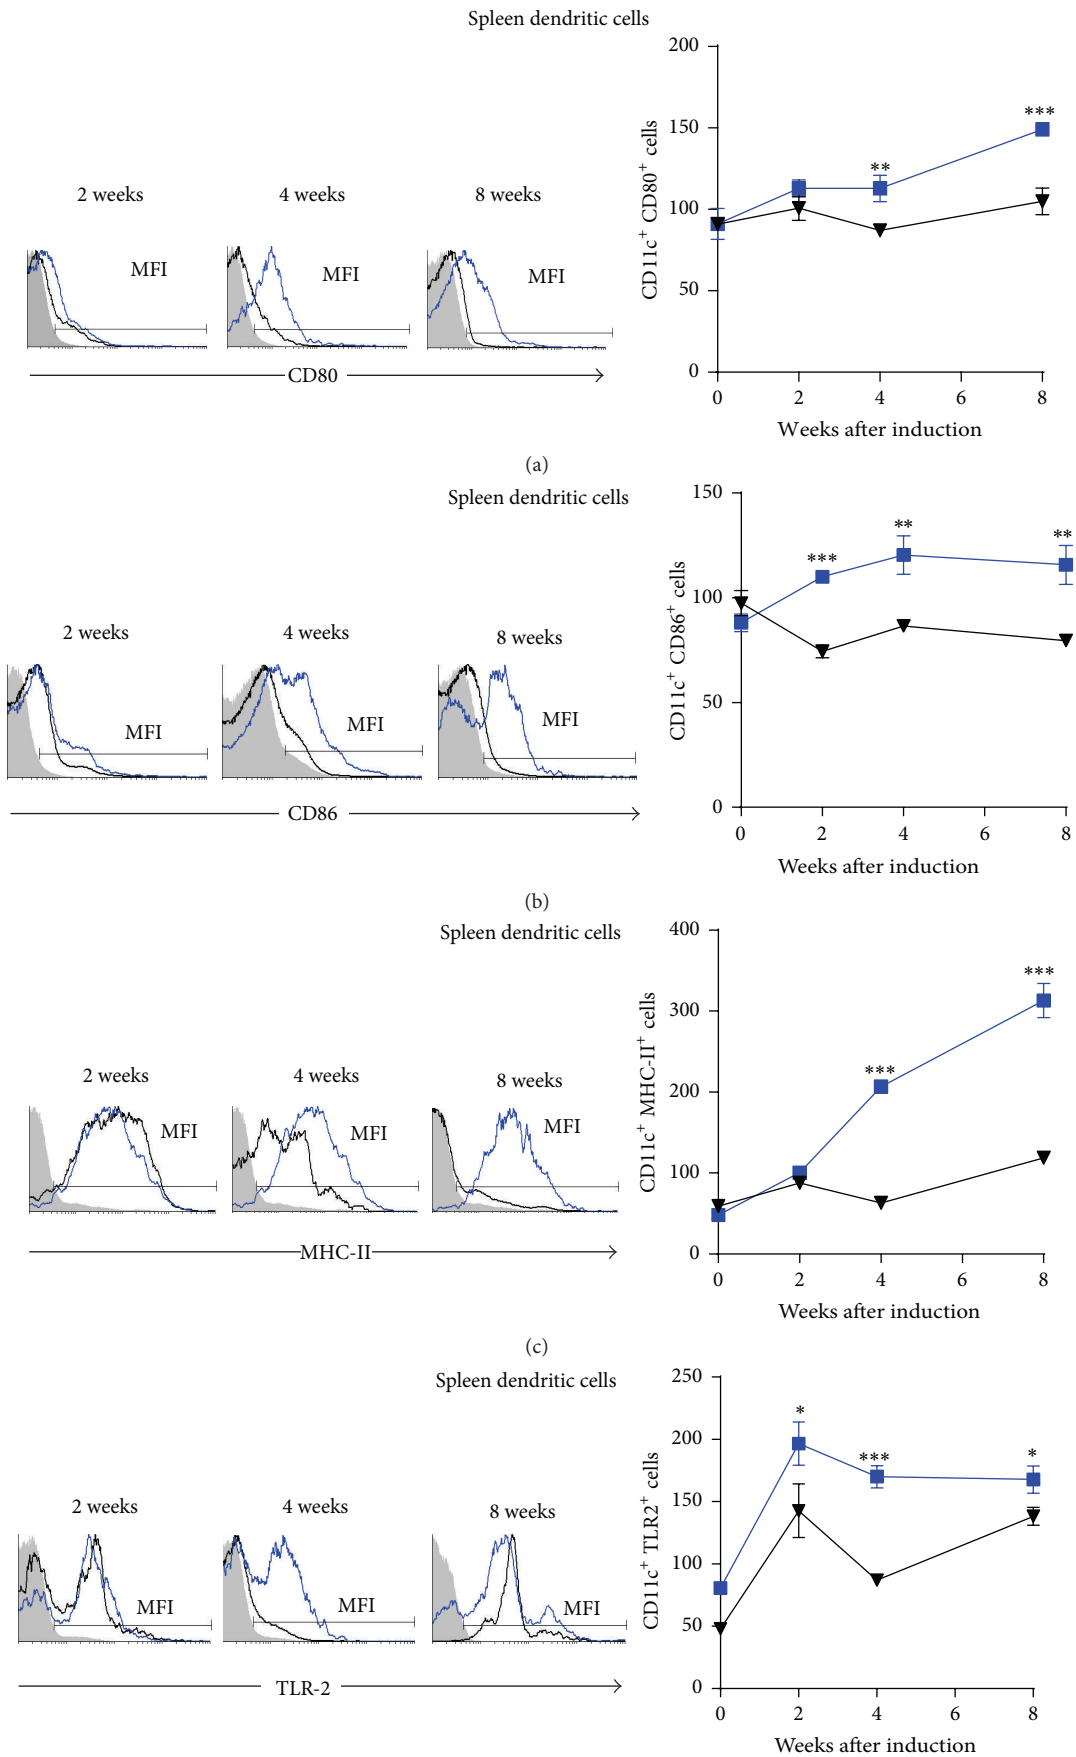 Spleen dendritic cells
2 weeks
4 weeks
8 weeks
MFI
MFI
MFI
CD80
CD11c+ CD80+ cells
200
150
100
50
0
0 2 4 6 8
**
***
Weeks after induction
(a)
Spleen dendritic cells
2 weeks
4 weeks
8 weeks
MFI
MFI
MFI
CD86
CD11c+ CD86+ cells
150
100
50
0
0 2 4 6 8
***
**
**
Weeks after induction
(b)
Spleen dendritic cells
2 weeks
4 weeks
8 weeks
MFI
MFI
MFI
MHC-II
CD11c+ MHC-II+ cells
400
300
200
100
0
0 2 4 6 8
***
***
Weeks after induction
(c)
Spleen dendritic cells
2 weeks
4 weeks
8 weeks
MFI
MFI
MFI
TLR-2
CD11c+ TLR2+ cells
250
200
150
100
50
0
0 2 4 6 8
*
***
*
Weeks after induction